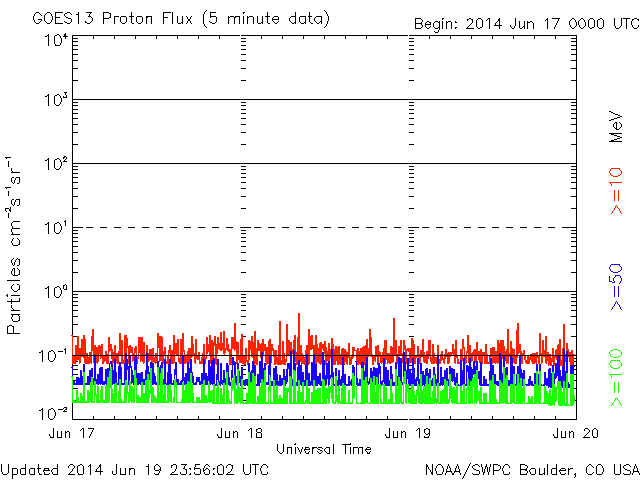 GOES13 Proton Flux (5 minute data)
Begin: 2014 Jun 17 0000 UTC
10⁴
10³
10²
10¹
10⁰
10⁻¹
10⁻²
Particles cm⁻²s⁻¹sr⁻¹
Jun 17
Jun 18
Jun 19
Jun 20
Universal Time
MeV
>=10
>=50
>=100
Updated 2014 Jun 19 23:56:02 UTC
NOAA/SWPC Boulder, CO USA